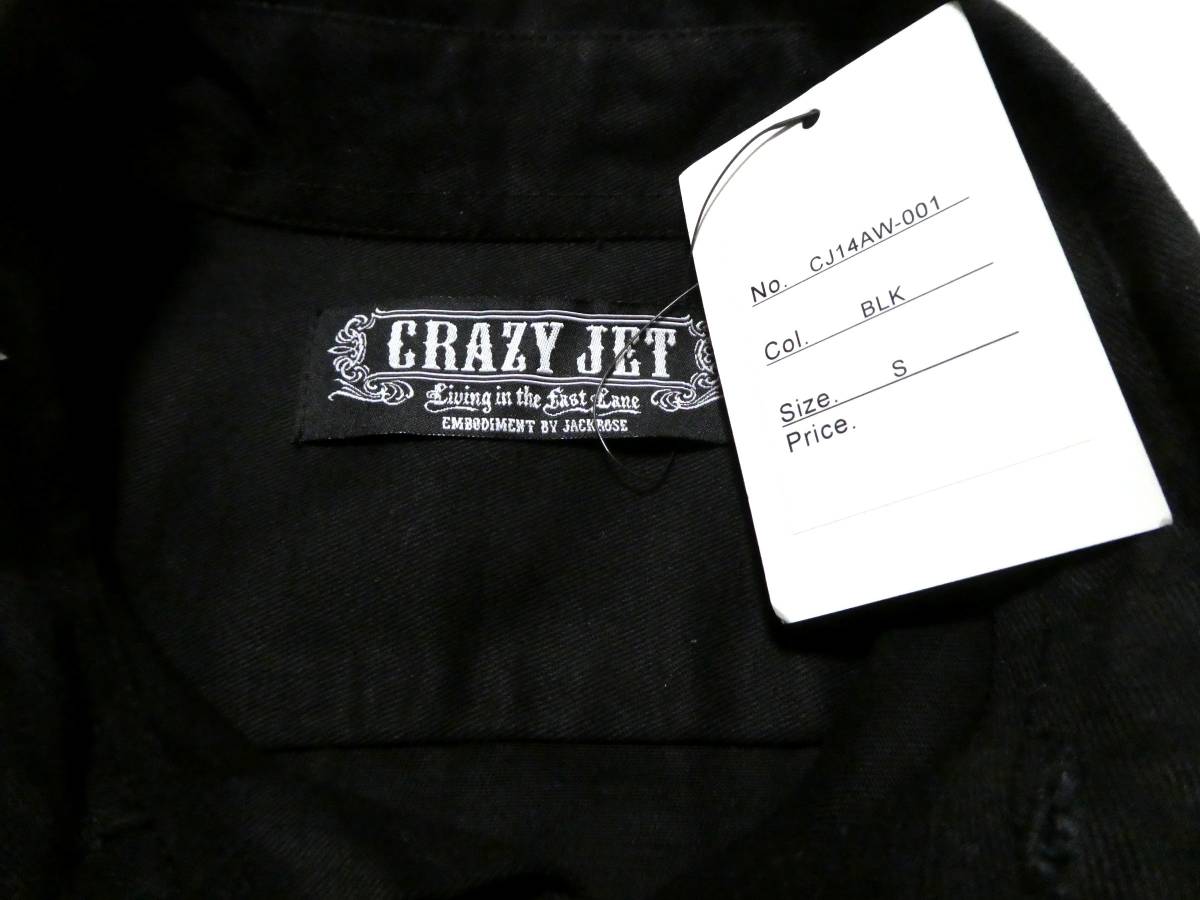 CRAZY JET
Living in the Fast Lane
EMBODIMENT BY JACKROSE
No. CJ14AW-001
Col. BLK
Size. S
Price.